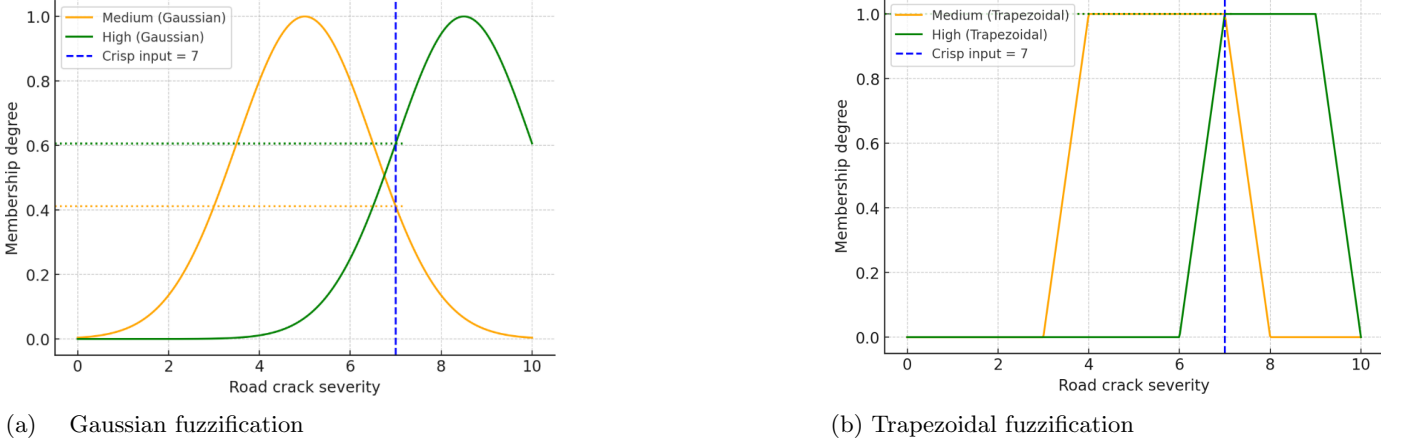 Medium (Gaussian)
High (Gaussian)
Crisp input = 7
Membership degree
1.0
0.8
0.6
0.4
0.2
0.0
0 2 4 6 8 10
Road crack severity
(a) Gaussian fuzzification
Medium (Trapezoidal)
High (Trapezoidal)
Crisp input = 7
Membership degree
1.0
0.8
0.6
0.4
0.2
0.0
0 2 4 6 8 10
Road crack severity
(b) Trapezoidal fuzzification